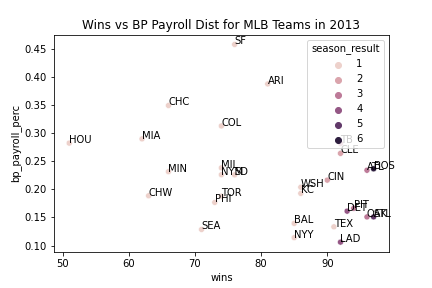 Wins vs BP Payroll Dist for MLB Teams in 2013
bp_payroll_perc
0.45
0.40
0.35
0.30
0.25
0.20
0.15
0.10
season_result
1
2
3
4
5
6
SF
ARI
CHC
COL
MIA
HOU
TB
CLE
MIL
MIN
BOS
CIN
WSH
KC
CHW
TOR
PHI
PIT
DET
BAL
SEA
TEX
NYY
LAD
50
60
70
80
90
wins